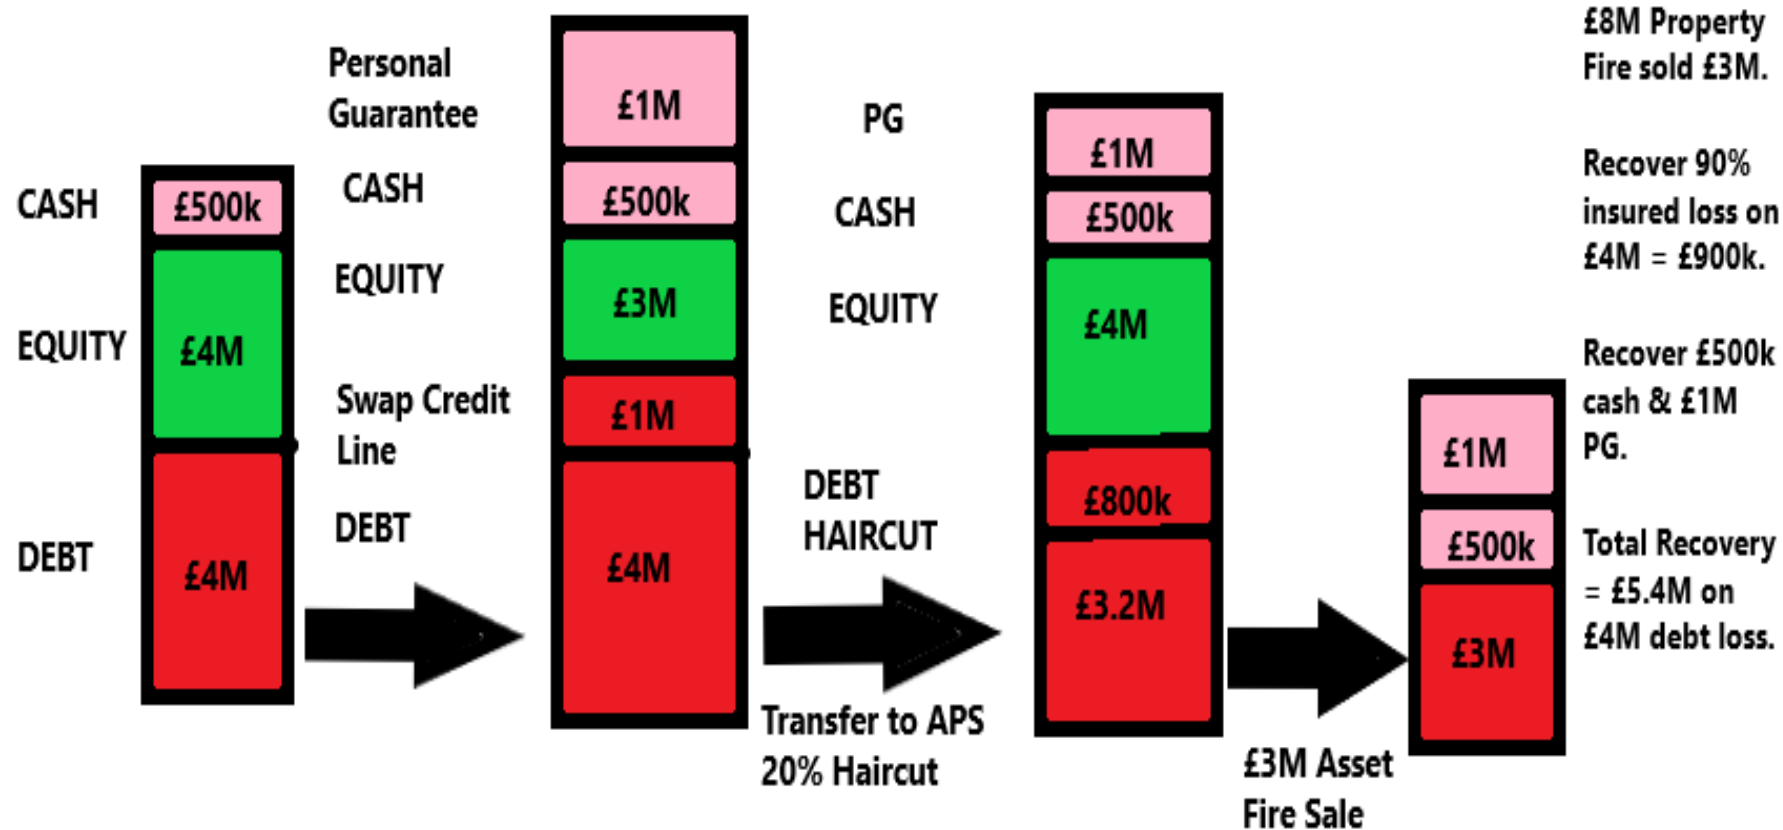 CASH
EQUITY
DEBT
£500k
£4M
£4M
Personal
Guarantee
CASH
EQUITY
Swap Credit
Line
DEBT
£1M
£500k
£3M
£1M
£4M
PG
CASH
EQUITY
DEBT
HAIRCUT
Transfer to APS
20% Haircut
£1M
£500k
£4M
£800k
£3.2M
£3M Asset
Fire Sale
£1M
£500k
£3M
£8M Property
Fire sold £3M.
Recover 90%
insured loss on
£4M = £900k.
Recover £500k
cash & £1M
PG.
Total Recovery
= £5.4M on
£4M debt loss.